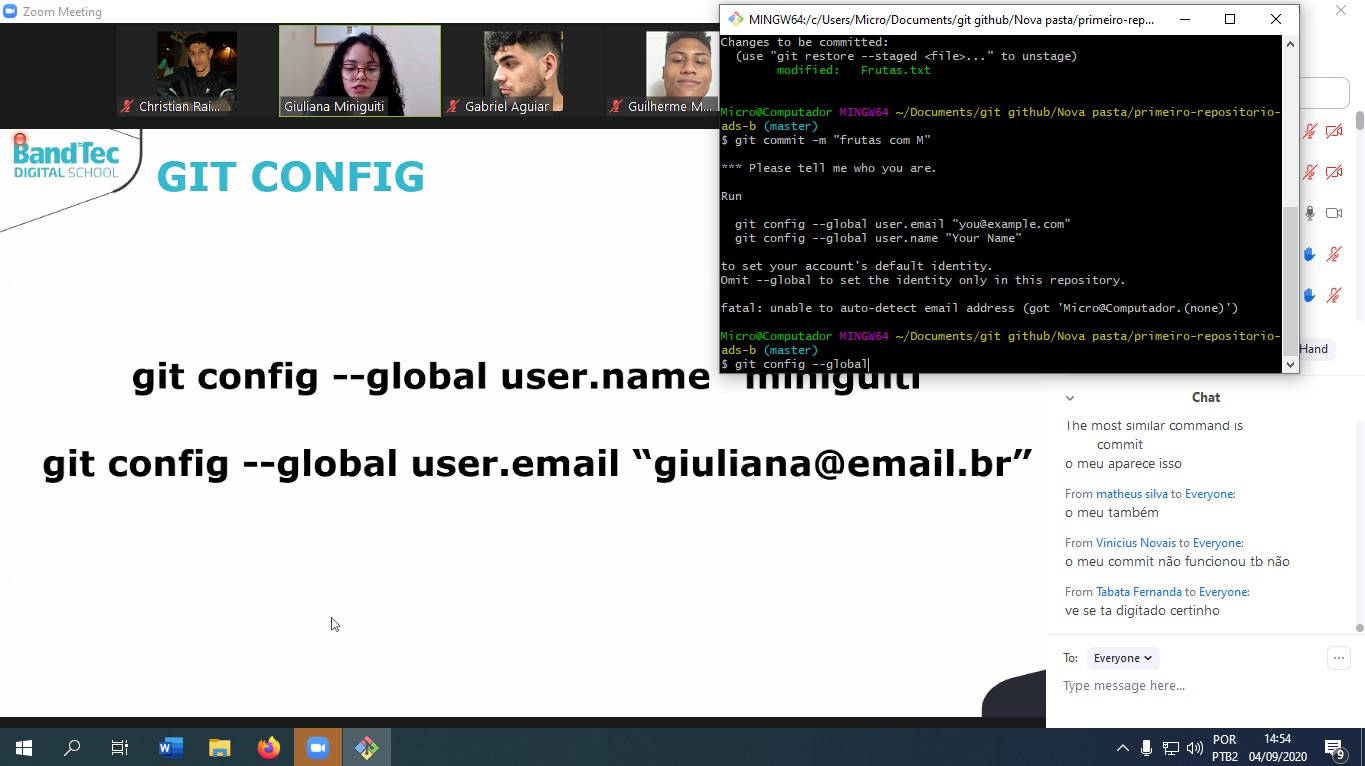 Zoom Meeting
Christian Rai...
Giuliana Miniguiti
Gabriel Aguiar
Guilherme M...
BandTec
DIGITAL SCHOOL
GIT CONFIG
git config --global user.name "miniguiti
git config --global user.email “giuliana@email.br”
MINGW64:/c/Users/Micro/Documents/git github/Nova pasta/primeiro-rep...
Changes to be committed:
(use "git restore --staged <file>..." to unstage)
modified:   Frutas.txt
Micro@Computador MINGW64 ~/Documents/git github/Nova pasta/primeiro-repositorio-
ads-b (master)
$ git commit -m "frutas com M"
*** Please tell me who you are.
Run
git config --global user.email "you@example.com"
git config --global user.name "Your Name"
to set your account's default identity.
Omit --global to set the identity only in this repository.
fatal: unable to auto-detect email address (got 'Micro@Computador.(none)')
Micro@Computador MINGW64 ~/Documents/git github/Nova pasta/primeiro-repositorio-
ads-b (master)
$ git config --global
Hand
Chat
The most similar command is
commit
o meu aparece isso
From matheus silva to Everyone:
o meu também
From Vinicius Novais to Everyone:
o meu commit não funcionou tb não
From Tabata Fernanda to Everyone:
ve se ta digitado certinho
To: Everyone
Type message here...
POR
PTB2
14:54
04/09/2020
9